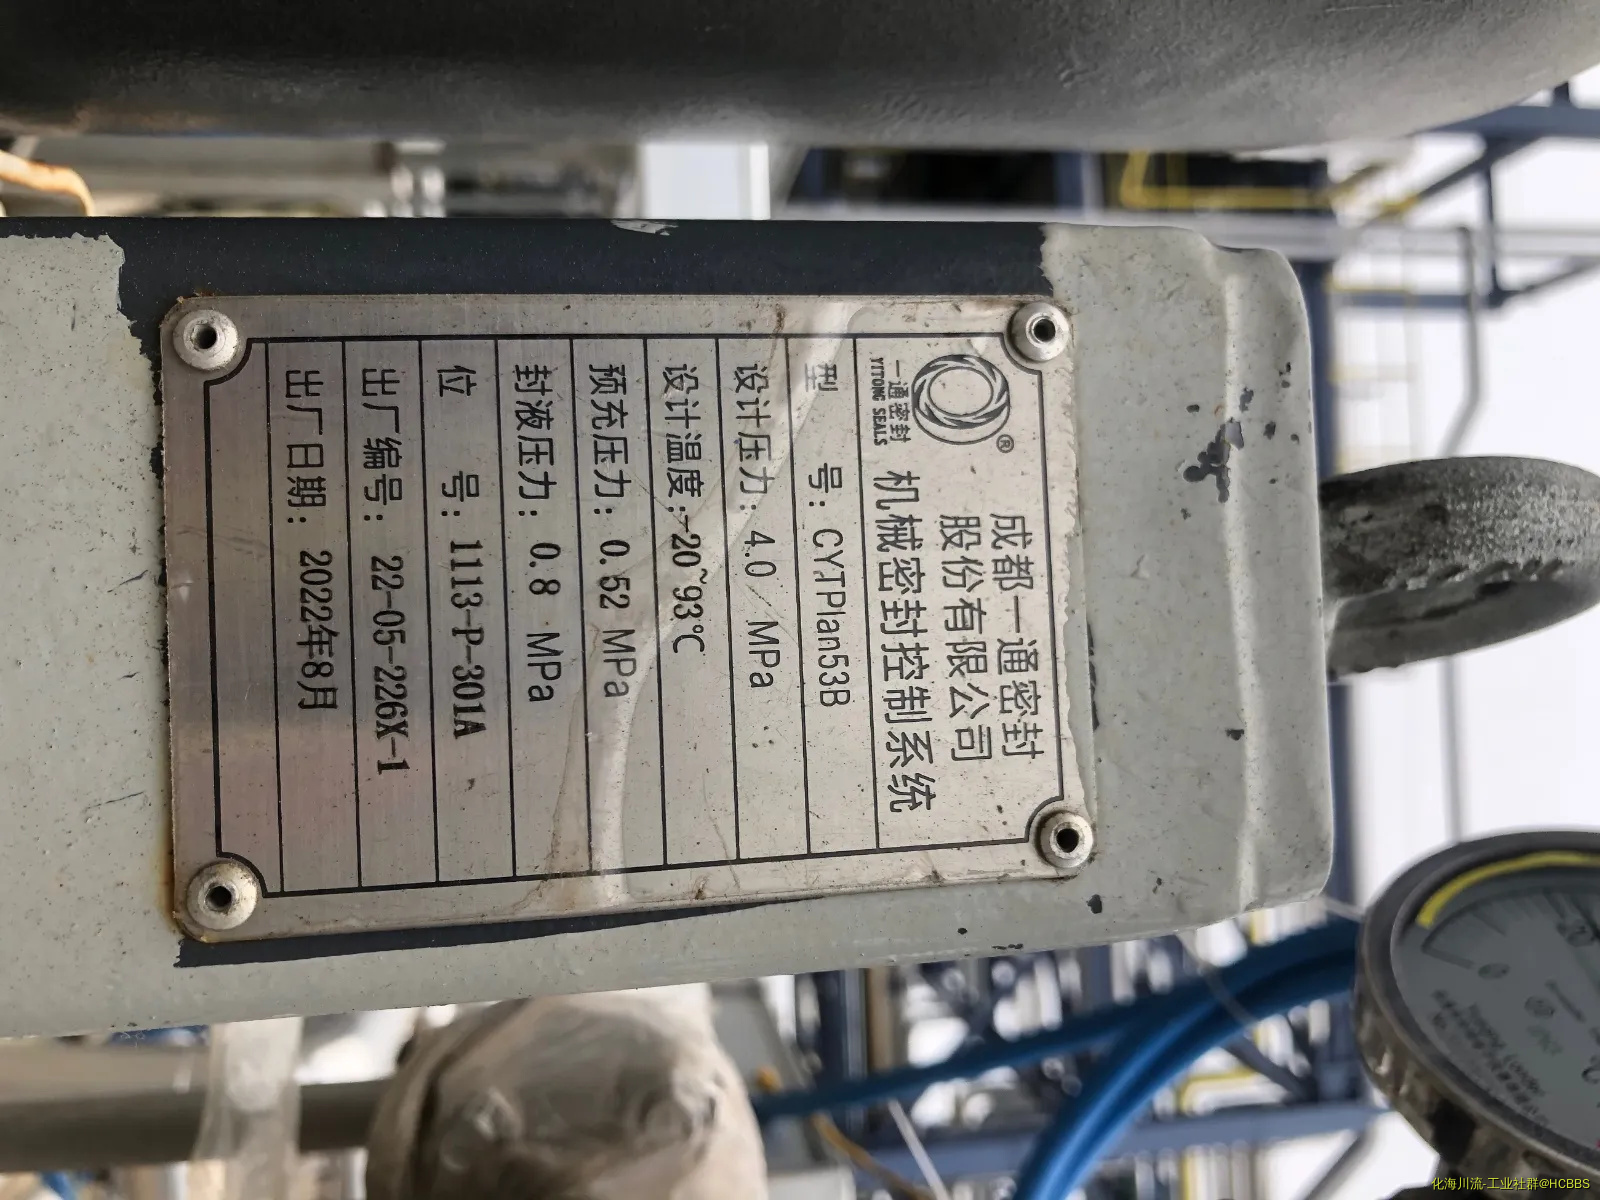 成都一通密封
股份有限公司
机械密封控制系统
®
一通密封
YITONG SEALS
型号: CYTPlan53B
设计压力: 4.0 MPa
设计温度:-20~93℃
预充压力: 0.52 MPa
封液压力: 0.8 MPa
位号: 1113-P-301A
出厂编号: 22-05-226X-1
出厂日期: 2022年8月
化海川流-工业社群@HCBBS